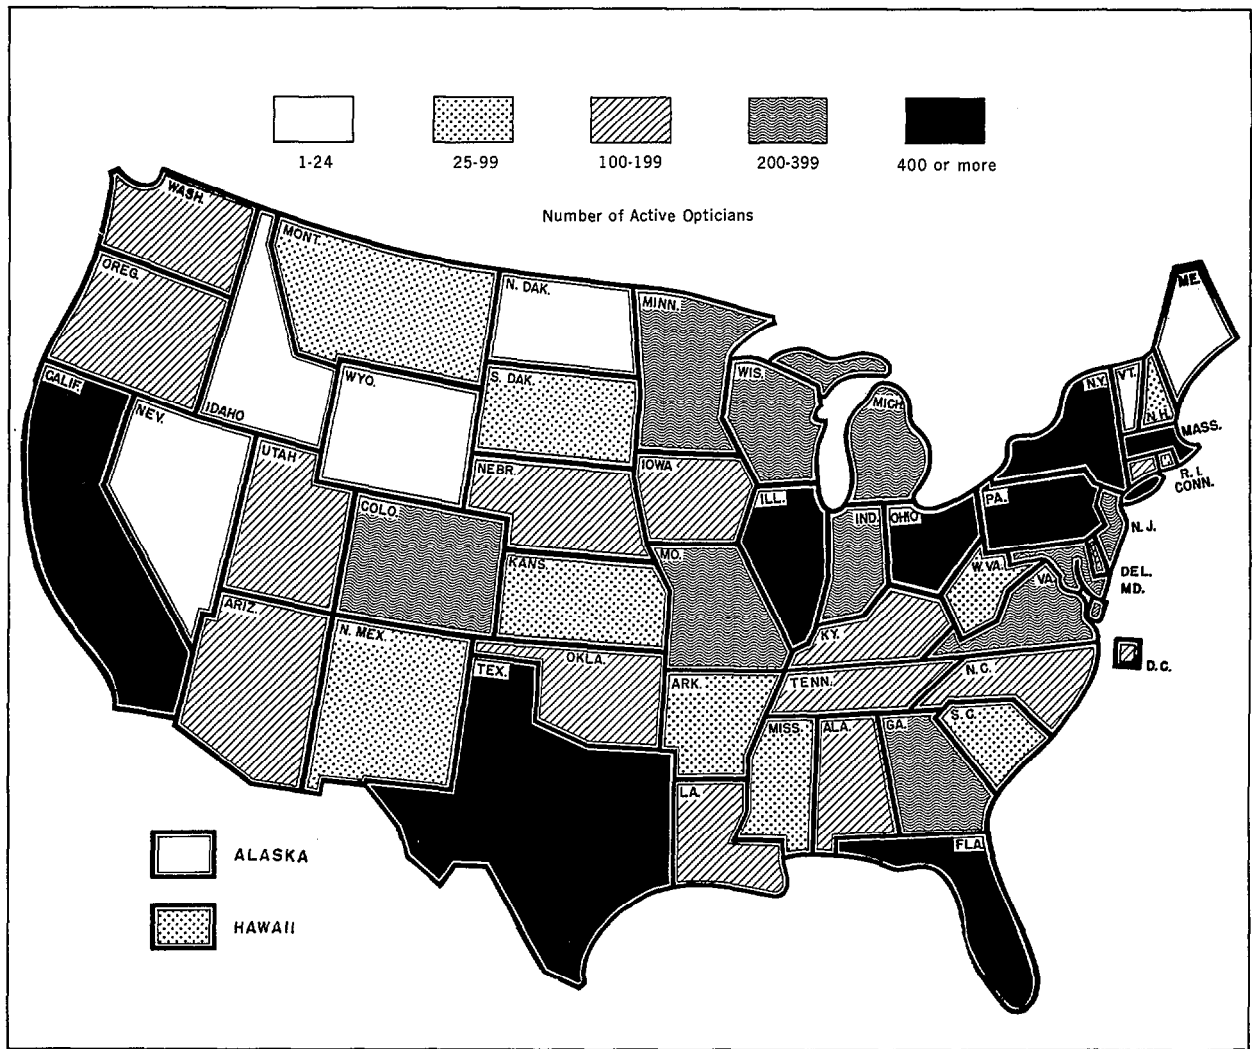 1-24 25-99 100-199 200-399 400 or more
Number of Active Opticians
WASH.
OREG.
CALIF.
NEV.
IDAHO
MONT.
WYO.
UTAH
COLO.
ARIZ.
N. MEX.
N. DAK.
S. DAK.
NEBR.
KANS.
OKLA.
TEX.
MINN.
IOWA
MO.
ARK.
LA.
WIS.
ILL.
MICH.
IND.
OHIO
KY.
TENN.
MISS.
ALA.
GA.
FLA.
S.C.
N.C.
VA.
W.VA.
PA.
N.Y.
VT.
N.H.
ME.
MASS.
R.I.
CONN.
N.J.
DEL.
MD.
D.C.
ALASKA
HAWAII